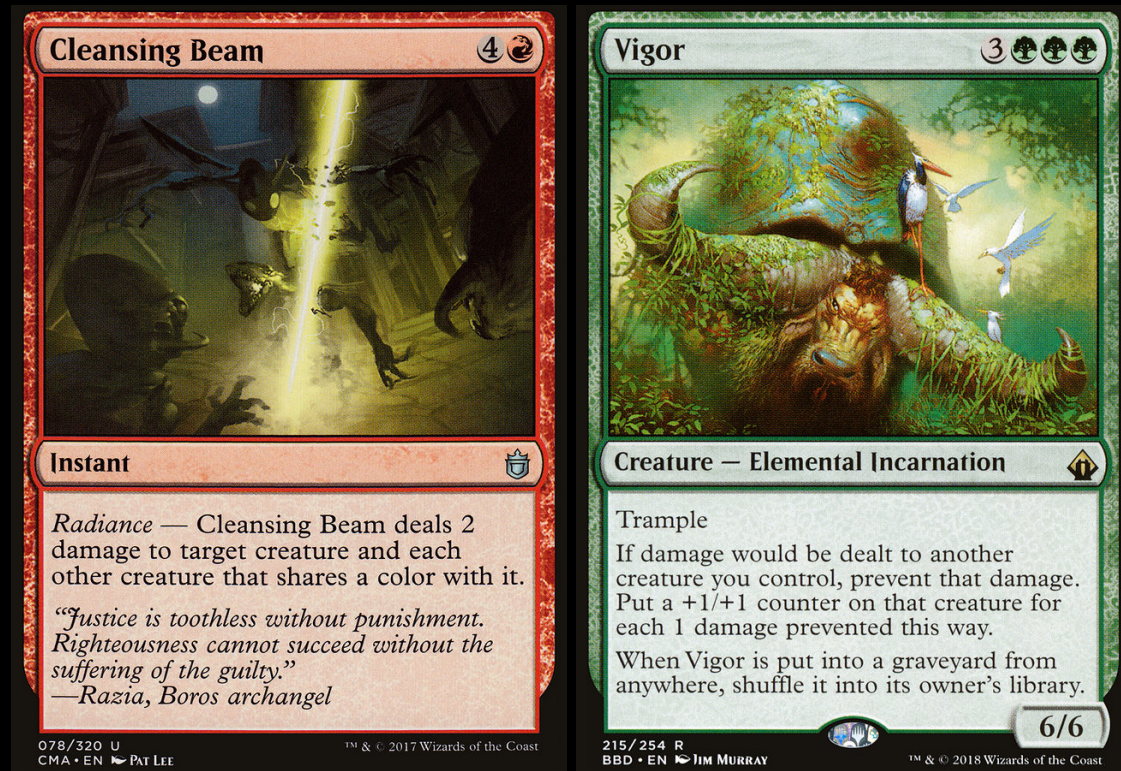 Cleansing Beam 4
Instant
Radiance — Cleansing Beam deals 2
damage to target creature and each
other creature that shares a color with it.
“Justice is toothless without punishment.
Righteousness cannot succeed without the
suffering of the guilty.”
—Razia, Boros archangel
078/320 U
CMA • EN Pat Lee
™ & © 2017 Wizards of the Coast
Vigor 3
Creature — Elemental Incarnation
Trample
If damage would be dealt to another
creature you control, prevent that damage.
Put a +1/+1 counter on that creature for
each 1 damage prevented this way.
When Vigor is put into a graveyard from
anywhere, shuffle it into its owner’s library.
6/6
215/254 R
BBD • EN Jim Murray
™ & © 2018 Wizards of the Coast